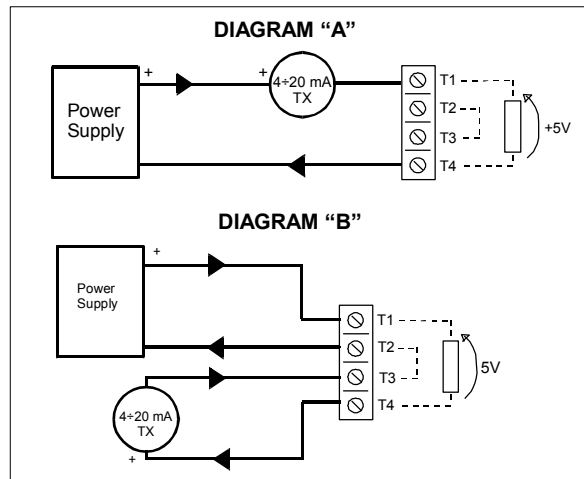 DIAGRAM “A”
+
+
Power
Supply
4÷20 mA
TX
T1
T2
T3
T4
+5V
DIAGRAM “B”
+
Power
Supply
T1
T2
T3
T4
5V
4÷20 mA
TX
+